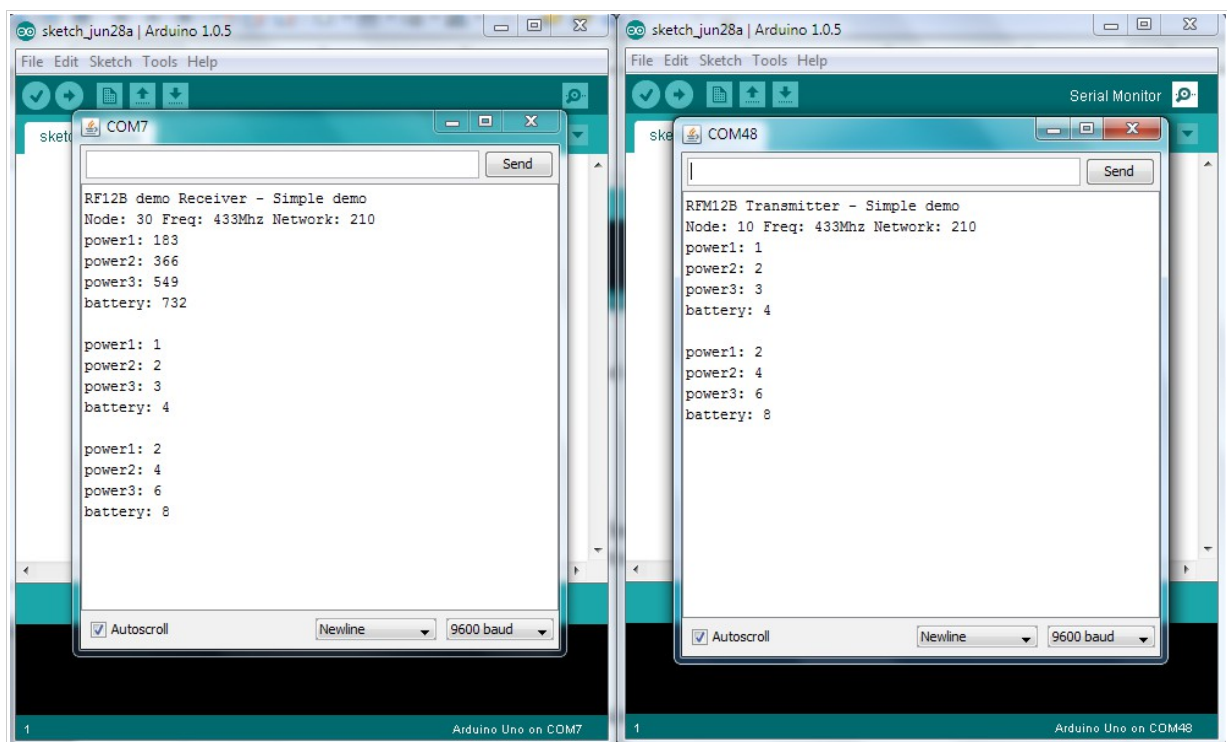 sketch_jun28a | Arduino 1.0.5
File Edit Sketch Tools Help
COM7
Send
RF12B demo Receiver - Simple demo
Node: 30 Freq: 433Mhz Network: 210
power1: 183
power2: 366
power3: 549
battery: 732
power1: 1
power2: 2
power3: 3
battery: 4
power1: 2
power2: 4
power3: 6
battery: 8
Autoscroll
Newline
9600 baud
1
Arduino Uno on COM7
sketch_jun28a | Arduino 1.0.5
File Edit Sketch Tools Help
Serial Monitor
COM48
Send
RFM12B Transmitter - Simple demo
Node: 10 Freq: 433Mhz Network: 210
power1: 1
power2: 2
power3: 3
battery: 4
power1: 2
power2: 4
power3: 6
battery: 8
Autoscroll
Newline
9600 baud
1
Arduino Uno on COM48